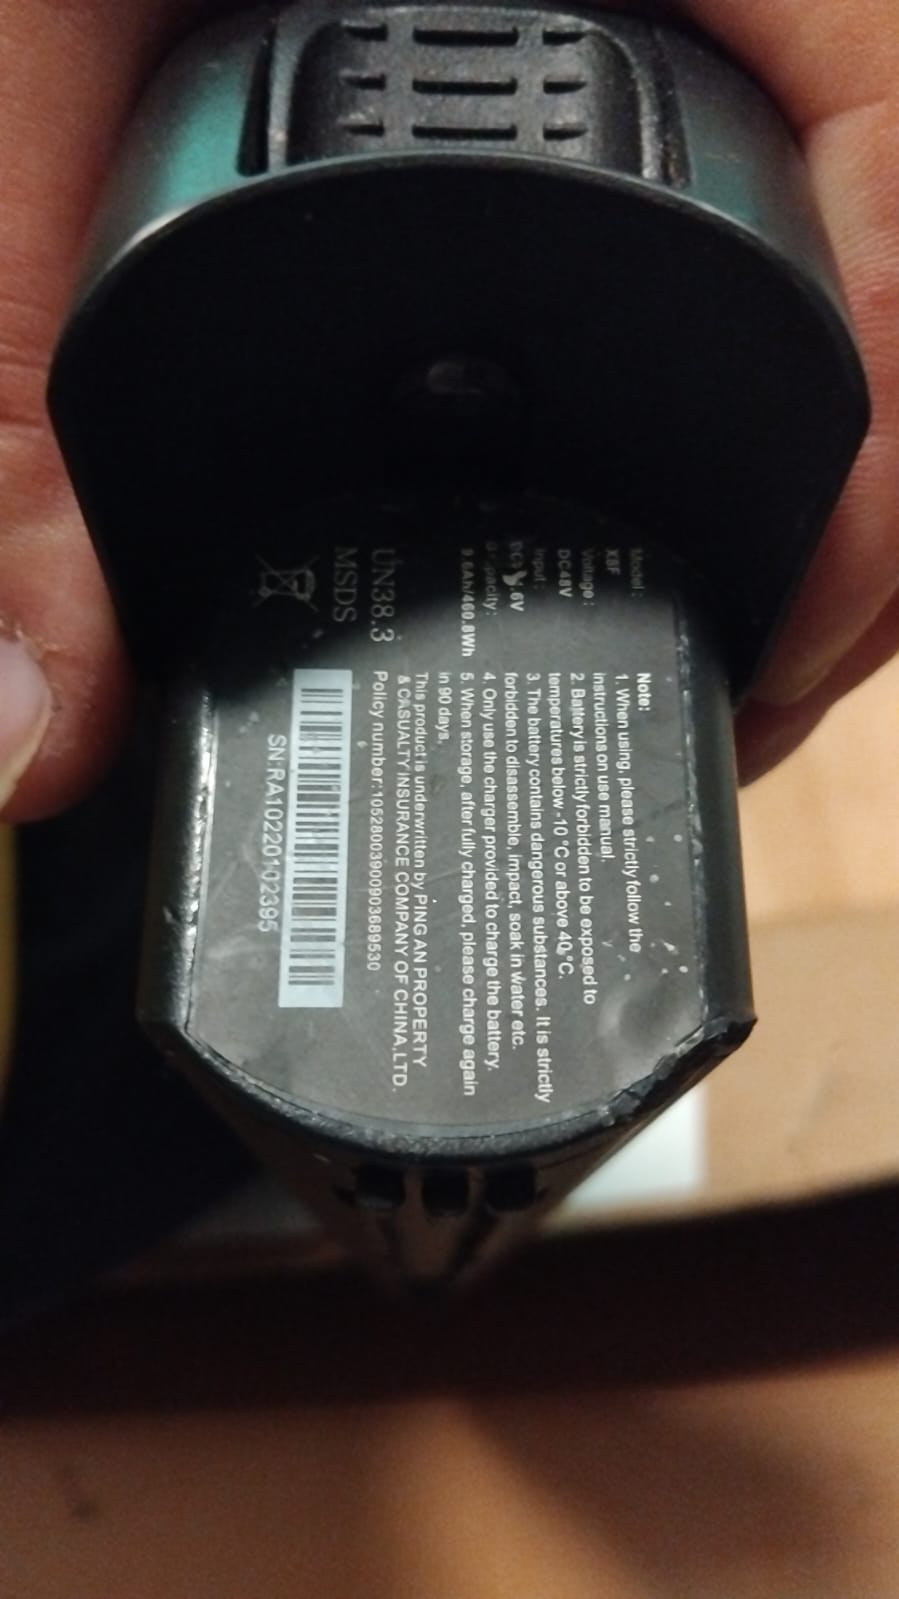 Model :
XBF
Voltage :
DC48V
Input :
.6V
9.6Ah/460.8Wh
UN38.3
MSDS
Note:
1. When using, please strictly follow the
instructions on use manual.
2. Battery is strictly forbidden to be exposed to
temperatures below -10 °C or above 40 °C.
3. The battery contains dangerous substances. It is strictly
forbidden to disassemble, impact, soak in water etc.
4. Only use the charger provided to charge the battery.
5. When storage, after fully charged, please charge again
in 90 days.
This product is underwritten by PING AN PROPERTY
& CASUALTY INSURANCE COMPANY OF CHINA,LTD.
Policy number:10528003900903689530
SN RA10220102395